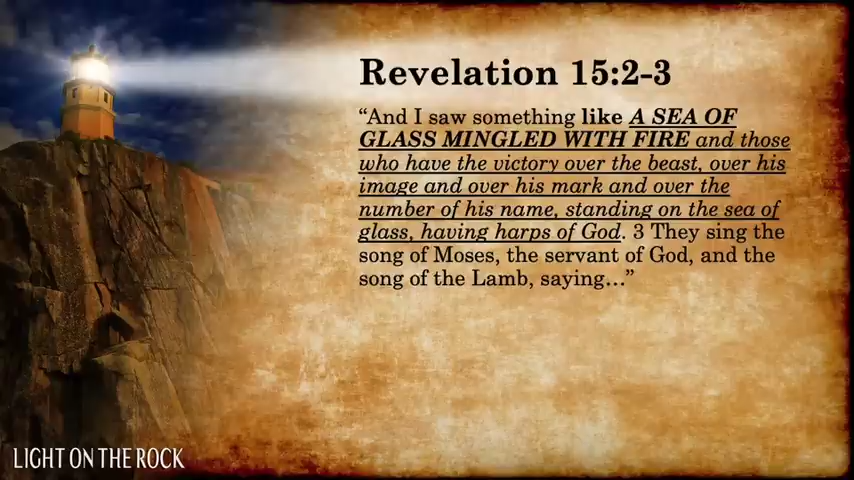 Revelation 15:2-3
“And I saw something like A SEA OF
GLASS MINGLED WITH FIRE and those
who have the victory over the beast, over his
image and over his mark and over the
number of his name, standing on the sea of
glass, having harps of God. 3 They sing the
song of Moses, the servant of God, and the
song of the Lamb, saying…”
LIGHT ON THE ROCK